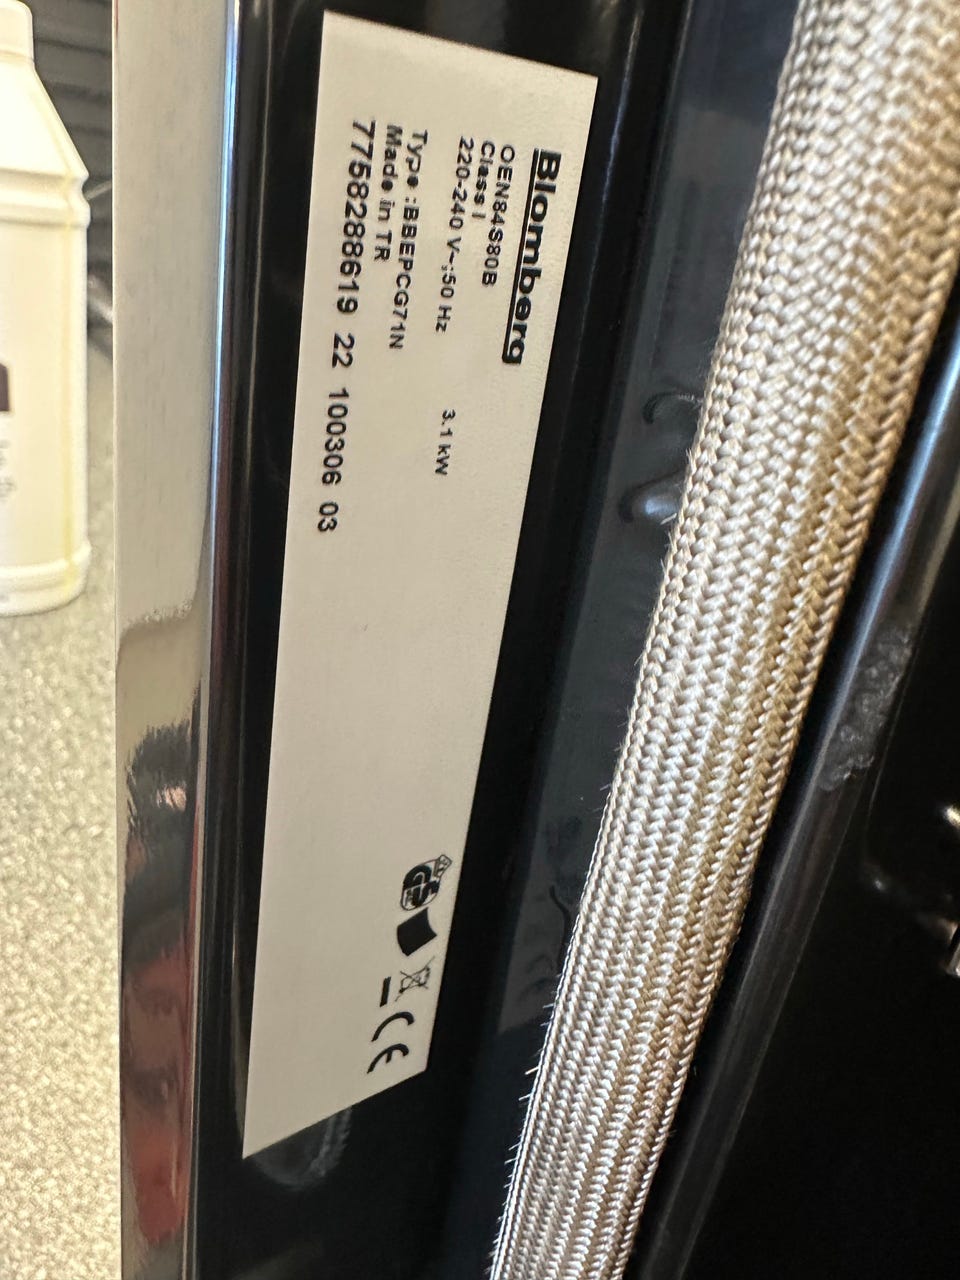 Blomberg
OEN84S80B
Class I
220-240 V~;50 Hz 3.1 kW
Type :BBEPCG71N
Made in TR
7758288619 22 100306 03
CE